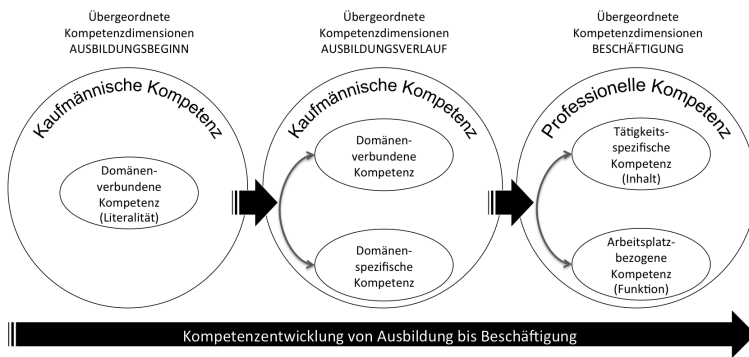 Übergeordnete
Kompetenzdimensionen
AUSBILDUNGSBEGINN
Übergeordnete
Kompetenzdimensionen
AUSBILDUNGSVERLAUF
Übergeordnete
Kompetenzdimensionen
BESCHÄFTIGUNG
Kaufmännische Kompetenz
Domänen-
verbundene
Kompetenz
(Literalität)
Kaufmännische Kompetenz
Domänen-
verbundene
Kompetenz
Domänen-
spezifische
Kompetenz
Professionelle Kompetenz
Tätigkeits-
spezifische
Kompetenz
(Inhalt)
Arbeitsplatz-
bezogene
Kompetenz
(Funktion)
Kompetenzentwicklung von Ausbildung bis Beschäftigung